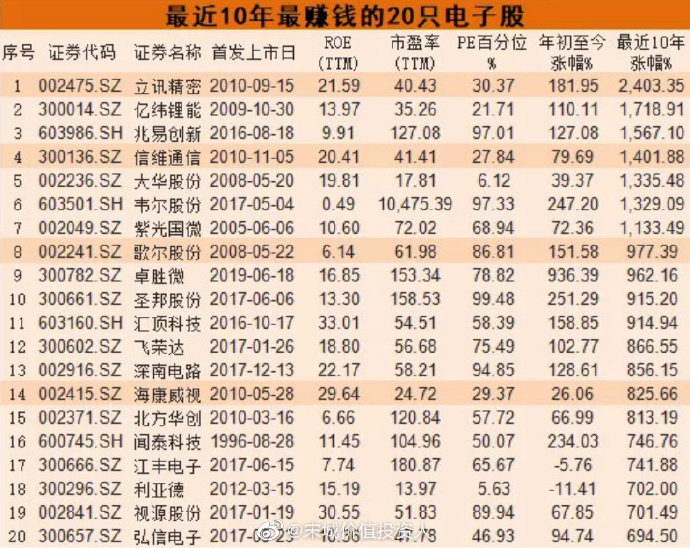 最近10年最赚钱的20只电子股
序号 证券代码 证券名称 首发上市日 ROE (TTM) 市盈率 (TTM) PE百分位 % 年初至今 涨幅% 最近10年 涨幅%
1 002475.SZ 立讯精密 2010-09-15 21.59 40.43 30.37 181.95 2,403.35
2 300014.SZ 亿纬锂能 2009-10-30 13.97 35.26 21.71 110.11 1,718.91
3 603986.SH 兆易创新 2016-08-18 9.91 127.08 97.01 127.08 1,567.10
4 300136.SZ 信维通信 2010-11-05 20.41 41.41 27.84 79.69 1,401.88
5 002236.SZ 大华股份 2008-05-20 19.81 17.81 6.12 39.37 1,335.48
6 603501.SH 韦尔股份 2017-05-04 0.49 10,475.39 97.33 247.20 1,329.09
7 002049.SZ 紫光国微 2005-06-06 10.60 72.02 68.94 72.36 1,133.49
8 002241.SZ 歌尔股份 2008-05-22 6.14 61.98 86.81 151.58 977.39
9 300782.SZ 卓胜微 2019-06-18 16.85 153.34 78.82 936.39 962.16
10 300661.SZ 圣邦股份 2017-06-06 13.30 158.53 99.48 251.29 915.20
11 603160.SH 汇顶科技 2016-10-17 33.01 54.51 58.39 158.85 914.94
12 300602.SZ 飞荣达 2017-01-26 18.80 56.68 75.49 102.77 866.55
13 002916.SZ 深南电路 2017-12-13 22.17 58.21 94.85 128.61 856.15
14 002415.SZ 海康威视 2010-05-28 29.64 24.72 29.37 26.06 825.66
15 002371.SZ 北方华创 2010-03-16 6.66 120.84 57.72 66.99 813.19
16 600745.SH 闻泰科技 1996-08-28 11.45 104.96 50.07 234.03 746.76
17 300666.SZ 江丰电子 2017-06-15 7.74 180.87 65.67 -5.76 741.88
18 300296.SZ 利亚德 2012-03-15 15.19 13.97 5.63 -11.41 702.00
19 002841.SZ 视源股份 2017-01-19 30.55 51.83 89.94 67.85 701.49
20 300657.SZ 弘信电子 47.78 46.93 94.74 694.50
@宋城价值投资人